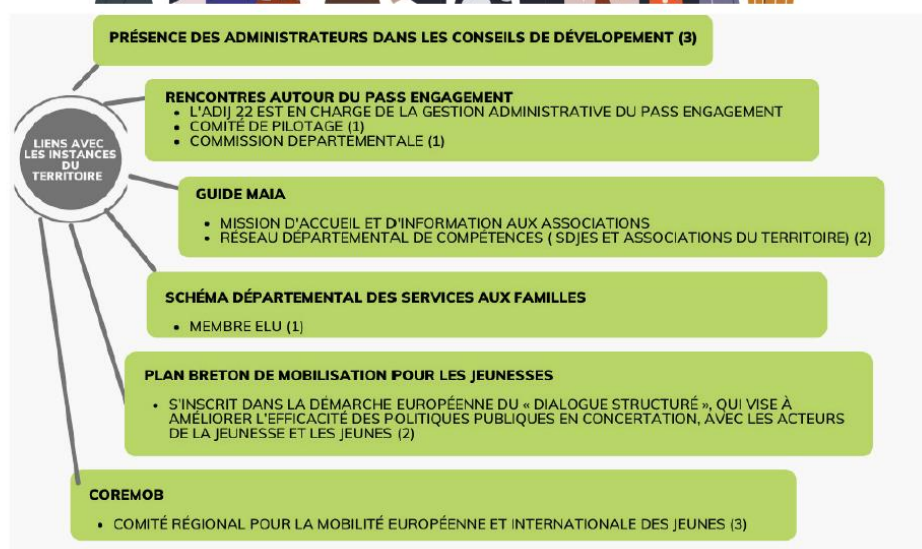 PRÉSENCE DES ADMINISTRATEURS DANS LES CONSEILS DE DÉVELOPEMENT (3)
LIENS AVEC
LES INSTANCES
DU
TERRITOIRE
RENCONTRES AUTOUR DU PASS ENGAGEMENT
• L'ADIJ 22 EST EN CHARGE DE LA GESTION ADMINISTRATIVE DU PASS ENGAGEMENT
• COMITÉ DE PILOTAGE (1)
• COMMISSION DEPARTEMENTALE (1)
GUIDE MAIA
• MISSION D'ACCUEIL ET D'INFORMATION AUX ASSOCIATIONS
• RÉSEAU DÉPARTEMENTAL DE COMPÉTENCES ( SDJES ET ASSOCIATIONS DU TERRITOIRE) (2)
SCHÉMA DÉPARTEMENTAL DES SERVICES AUX FAMILLES
• MEMBRE ELU (1)
PLAN BRETON DE MOBILISATION POUR LES JEUNESSES
• S'INSCRIT DANS LA DÉMARCHE EUROPÉENNE DU « DIALOGUE STRUCTURÉ », QUI VISE À
AMÉLIORER L'EFFICACITÉ DES POLITIQUES PUBLIQUES EN CONCERTATION, AVEC LES ACTEURS
DE LA JEUNESSE ET LES JEUNES (2)
COREMOB
• COMITÉ RÉGIONAL POUR LA MOBILITÉ EUROPÉENNE ET INTERNATIONALE DES JEUNES (3)